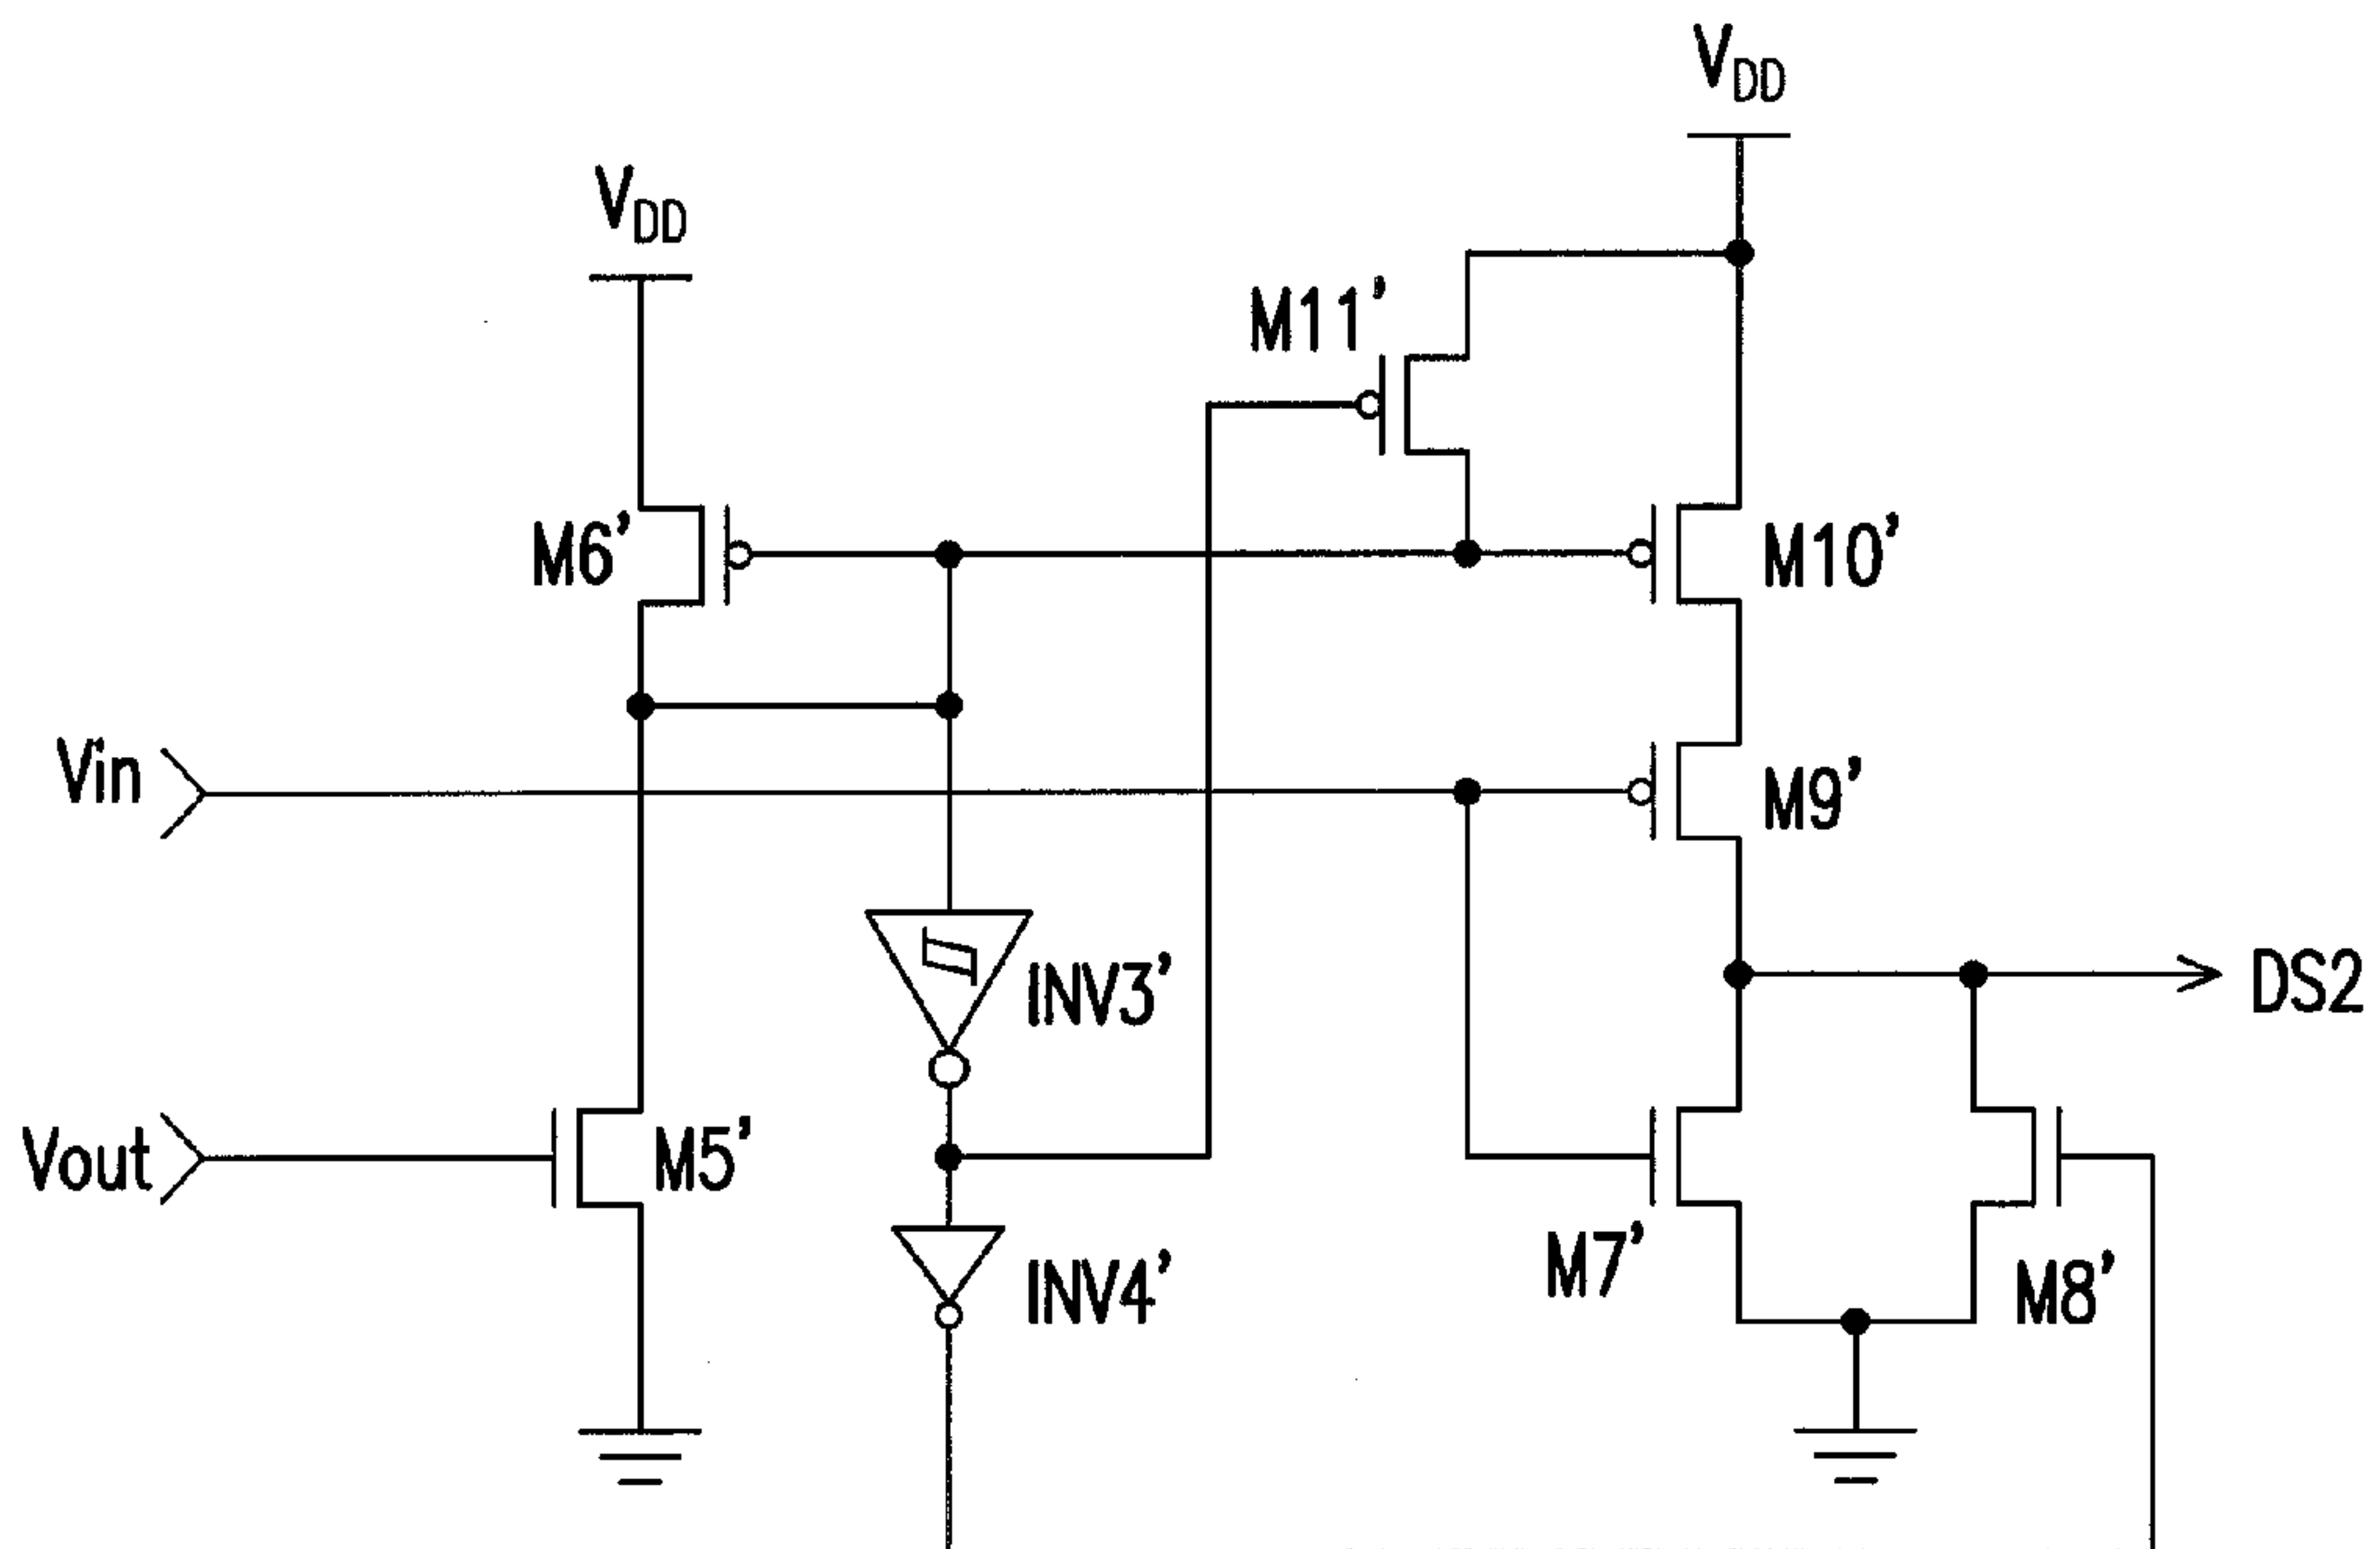 VDD
VDD
M11'
M6'
M10'
Vin
M9'
INV3'
DS2
Vout
M5'
INV4'
M7'
M8'